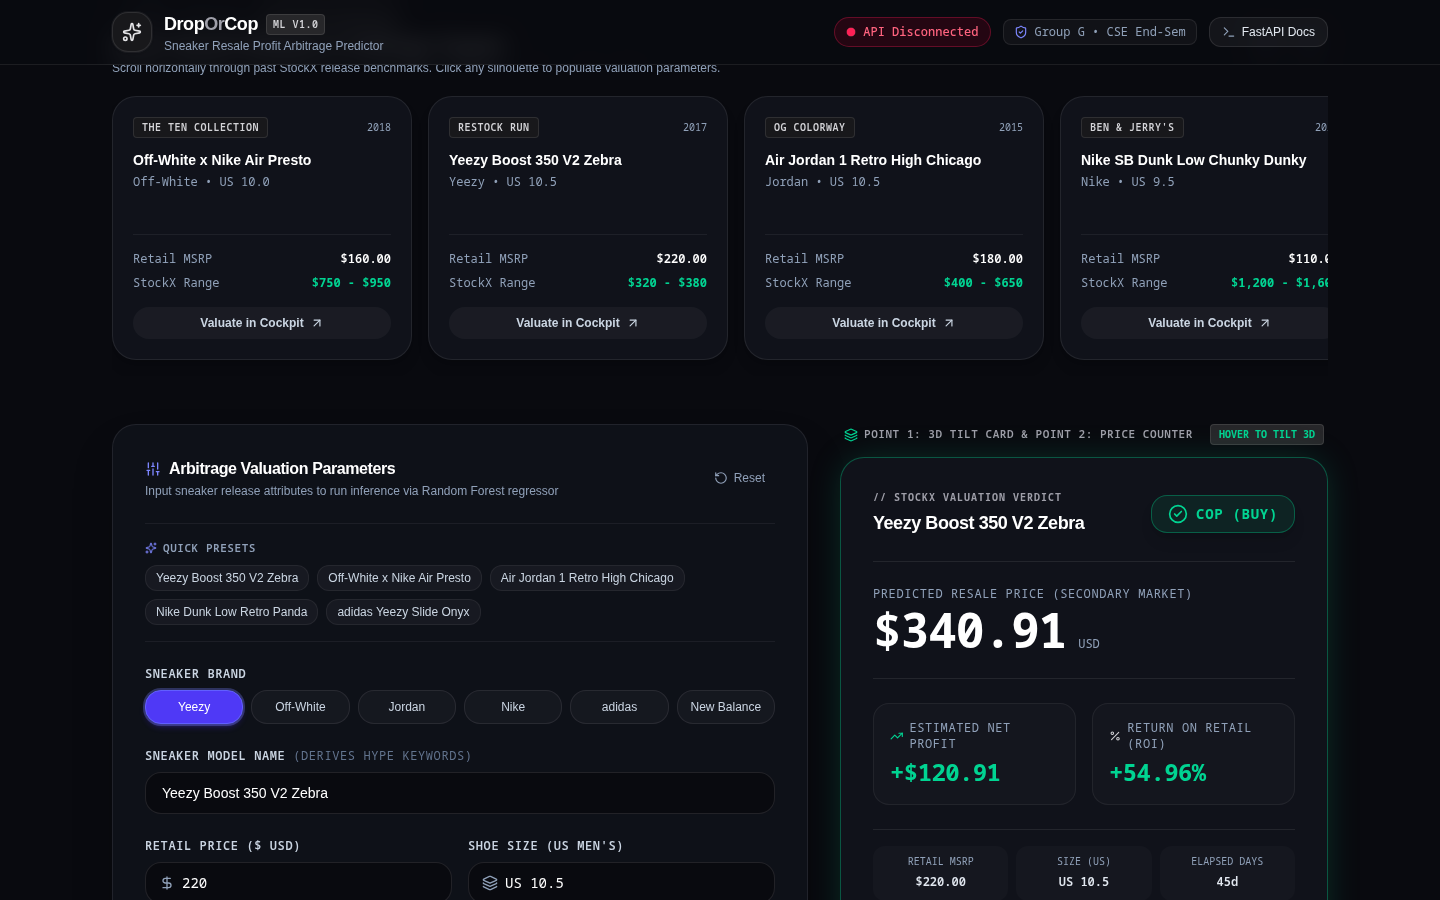 DropOrCop
ML V1.0
Sneaker Resale Profit Arbitrage Predictor
API Disconnected
Group G • CSE End-Sem
FastAPI Docs
Scroll horizontally through past StockX release benchmarks. Click any silhouette to populate valuation parameters.
THE TEN COLLECTION
2018
Off-White x Nike Air Presto
Off-White • US 10.0
Retail MSRP
$160.00
StockX Range
$750 - $950
Valuate in Cockpit
RESTOCK RUN
2017
Yeezy Boost 350 V2 Zebra
Yeezy • US 10.5
Retail MSRP
$220.00
StockX Range
$320 - $380
Valuate in Cockpit
OG COLORWAY
2015
Air Jordan 1 Retro High Chicago
Jordan • US 10.5
Retail MSRP
$180.00
StockX Range
$400 - $650
Valuate in Cockpit
BEN & JERRY'S
20
Nike SB Dunk Low Chunky Dunky
Nike • US 9.5
Retail MSRP
$110.0
StockX Range
$1,200 - $1,60
Valuate in Cockpit
Arbitrage Valuation Parameters
Input sneaker release attributes to run inference via Random Forest regressor
Reset
QUICK PRESETS
Yeezy Boost 350 V2 Zebra
Off-White x Nike Air Presto
Air Jordan 1 Retro High Chicago
Nike Dunk Low Retro Panda
adidas Yeezy Slide Onyx
SNEAKER BRAND
Yeezy
Off-White
Jordan
Nike
adidas
New Balance
SNEAKER MODEL NAME (DERIVES HYPE KEYWORDS)
Yeezy Boost 350 V2 Zebra
RETAIL PRICE ($ USD)
220
SHOE SIZE (US MEN'S)
US 10.5
POINT 1: 3D TILT CARD & POINT 2: PRICE COUNTER
HOVER TO TILT 3D
// STOCKX VALUATION VERDICT
Yeezy Boost 350 V2 Zebra
COP (BUY)
PREDICTED RESALE PRICE (SECONDARY MARKET)
$340.91 USD
ESTIMATED NET
PROFIT
+$120.91
RETURN ON RETAIL
(ROI)
+54.96%
RETAIL MSRP
$220.00
SIZE (US)
US 10.5
ELAPSED DAYS
45d